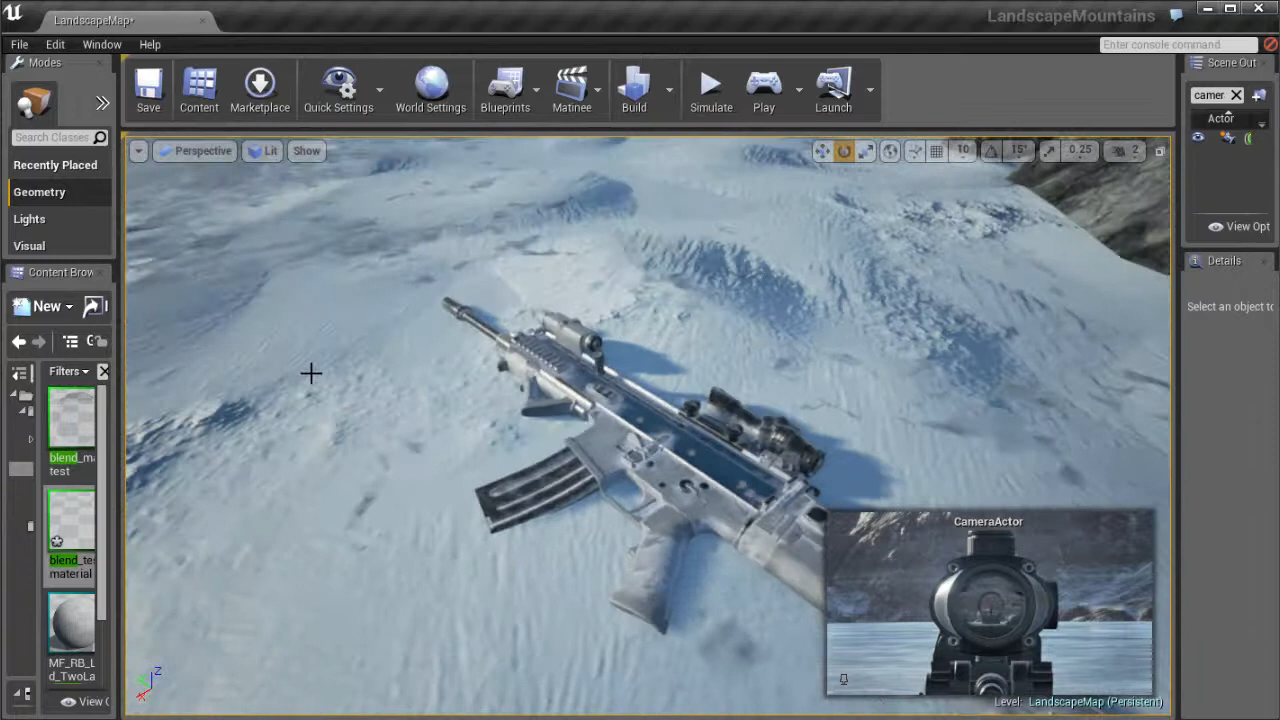 LandscapeMap*
LandscapeMountains
File Edit Window Help
Enter console command
Modes
Search Classes
Recently Placed
Geometry
Lights
Visual
Save
Content
Marketplace
Quick Settings
World Settings
Blueprints
Matinee
Build
Simulate
Play
Launch
Perspective
Lit
Show
10
15°
0.25
2
Scene Out
camer
Actor
View Opt
Details
Select an object to
Content Brow
New
Filters
blend_ma
test
blend_tes
material
MF_RB_L
d_TwoLa
View O
CameraActor
Z
Level: LandscapeMap (Persistent)